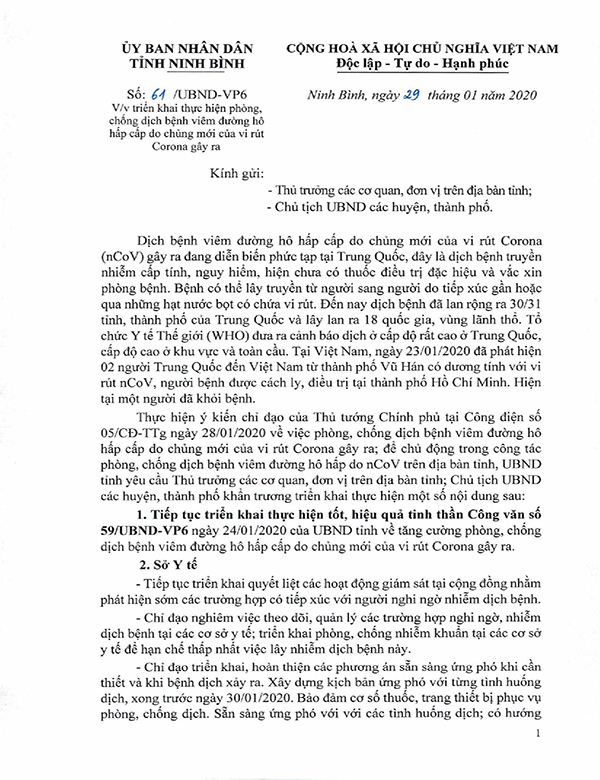 ỦY BAN NHÂN DÂN
TỈNH NINH BÌNH
CỘNG HOÀ XÃ HỘI CHỦ NGHĨA VIỆT NAM
Độc lập - Tự do - Hạnh phúc
Số: 61 /UBND-VP6
V/v triển khai thực hiện phòng,
chống dịch bệnh viêm đường hô
hấp cấp do chủng mới của vi rút
Corona gây ra
Ninh Bình, ngày 29 tháng 01 năm 2020
Kính gửi:
- Thủ trưởng các cơ quan, đơn vị trên địa bàn tỉnh;
- Chủ tịch UBND các huyện, thành phố.
Dịch bệnh viêm đường hô hấp cấp do chủng mới của vi rút Corona
(nCoV) gây ra đang diễn biến phức tạp tại Trung Quốc, đây là dịch bệnh truyền
nhiễm cấp tính, nguy hiểm, hiện chưa có thuốc điều trị đặc hiệu và vắc xin
phòng bệnh. Bệnh có thể lây truyền từ người sang người do tiếp xúc gần hoặc
qua những hạt nước bọt có chứa vi rút. Đến nay dịch bệnh đã lan rộng ra 30/31
tỉnh, thành phố của Trung Quốc và lây lan ra 18 quốc gia, vùng lãnh thổ. Tổ
chức Y tế Thế giới (WHO) đưa ra cảnh báo dịch ở cấp độ rất cao ở Trung Quốc,
cấp độ cao ở khu vực và toàn cầu. Tại Việt Nam, ngày 23/01/2020 đã phát hiện
02 người Trung Quốc đến Việt Nam từ thành phố Vũ Hán có dương tính với vi
rút nCoV, người bệnh được cách ly, điều trị tại thành phố Hồ Chí Minh. Hiện
tại một người đã khỏi bệnh.
Thực hiện ý kiến chỉ đạo của Thủ tướng Chính phủ tại Công điện số
05/CĐ-TTg ngày 28/01/2020 về việc phòng, chống dịch bệnh viêm đường hô
hấp cấp do chủng mới của vi rút Corona gây ra; để chủ động trong công tác
phòng, chống dịch bệnh viêm đường hô hấp do nCoV trên địa bàn tỉnh, UBND
tỉnh yêu cầu Thủ trưởng các cơ quan, đơn vị trên địa bàn tỉnh; Chủ tịch UBND
các huyện, thành phố khẩn trương triển khai thực hiện một số nội dung sau:
1. Tiếp tục triển khai thực hiện tốt, hiệu quả tinh thần Công văn số
59/UBND-VP6 ngày 24/01/2020 của UBND tỉnh về tăng cường phòng, chống
dịch bệnh viêm đường hô hấp cấp do chủng mới của vi rút Corona gây ra.
2. Sở Y tế
- Tiếp tục triển khai quyết liệt các hoạt động giám sát tại cộng đồng nhằm
phát hiện sớm các trường hợp có tiếp xúc với người nghi ngờ nhiễm dịch bệnh.
- Chỉ đạo nghiêm việc theo dõi, quản lý các trường hợp nghi ngờ, nhiễm
dịch bệnh tại các cơ sở y tế; triển khai phòng, chống nhiễm khuẩn tại các cơ sở
y tế để hạn chế thấp nhất việc lây nhiễm dịch bệnh này.
- Chỉ đạo triển khai, hoàn thiện các phương án sẵn sàng ứng phó khi cần
thiết và khi bệnh dịch xảy ra. Xây dựng kịch bản ứng phó với từng tình huống
dịch, xong trước ngày 30/01/2020. Bảo đảm cơ số thuốc, trang thiết bị phục vụ
phòng, chống dịch. Sẵn sàng ứng phó với với các tình huống dịch; có hướng
1